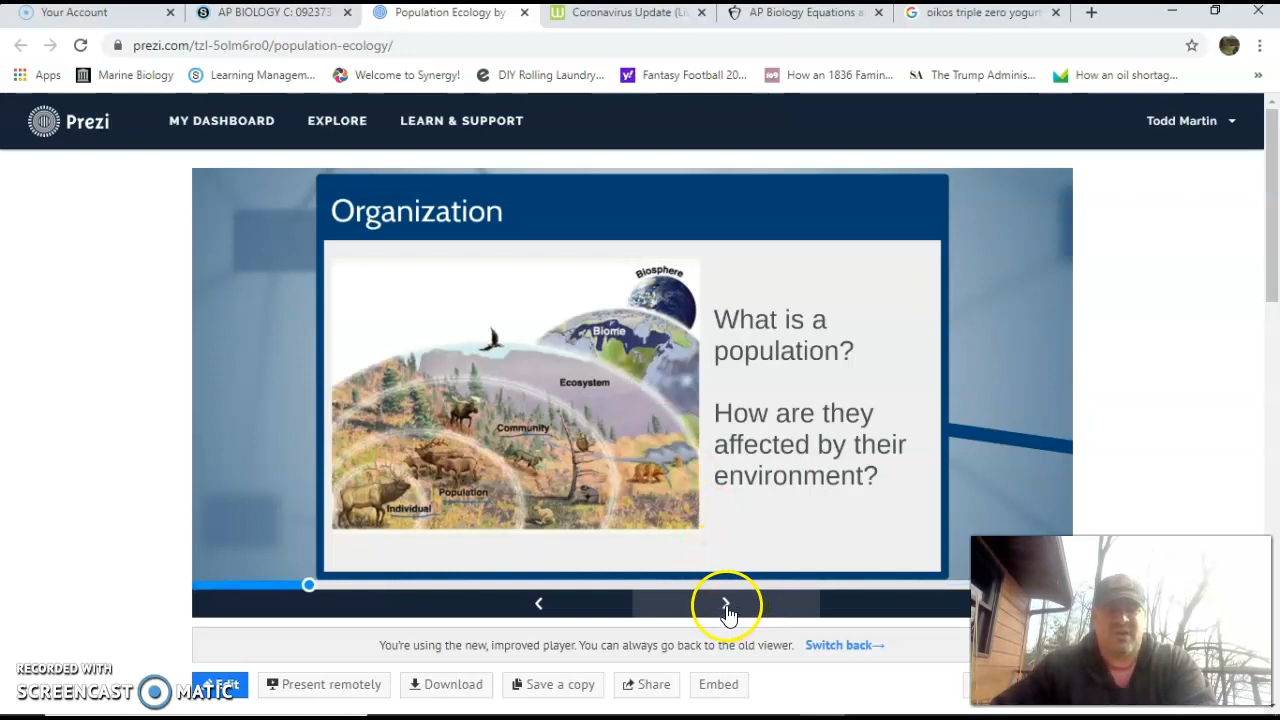 Your Account
AP BIOLOGY C: 092373
Population Ecology by
Coronavirus Update (Li
AP Biology Equations a
oikos triple zero yogurt
prezi.com/tzl-5olm6ro0/population-ecology/
Apps
Marine Biology
Learning Managem...
Welcome to Synergy!
DIY Rolling Laundry...
Fantasy Football 20...
How an 1836 Famin...
The Trump Adminis...
How an oil shortag...
»
Prezi
MY DASHBOARD
EXPLORE
LEARN & SUPPORT
Todd Martin
Organization
Biosphere
Biome
Ecosystem
Community
Population
Individual
What is a
population?
How are they
affected by their
environment?
You're using the new, improved player. You can always go back to the old viewer. Switch back→
Edit
Present remotely
Download
Save a copy
Share
Embed
RECORDED WITH
SCREENCAST MATIC